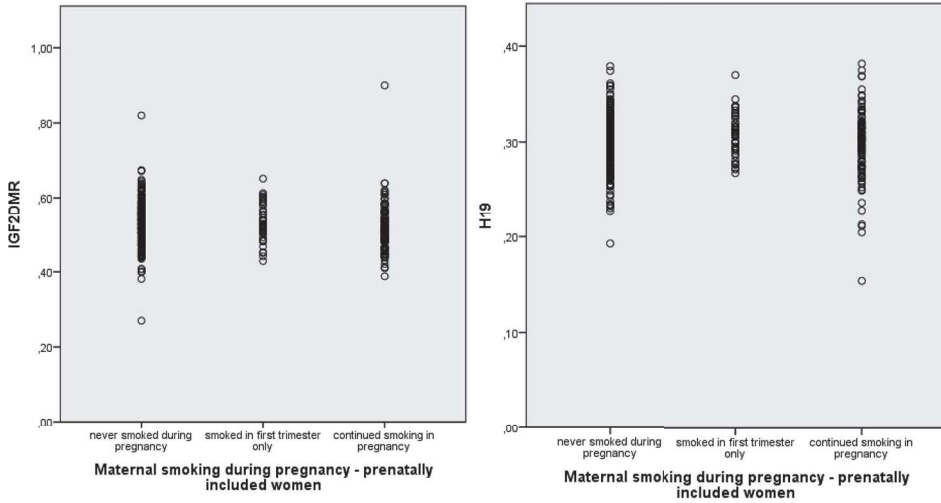 1,00
,80
,60
,40
,20
,00
IGF2DMR
never smoked during
pregnancy
smoked in first trimester
only
continued smoking in
pregnancy
Maternal smoking during pregnancy - prenatally
included women
,40
,30
,20
,10
,00
H19
never smoked during
pregnancy
smoked in first trimester
only
continued smoking in
pregnancy
Maternal smoking during pregnancy - prenatally
included women